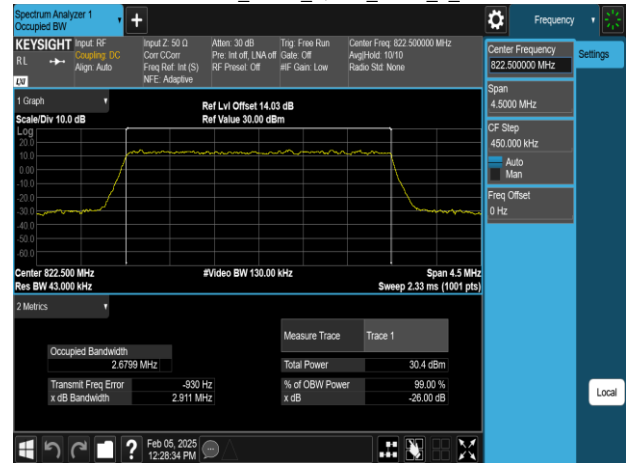 Spectrum Analyzer 1
Occupied BW
Frequency
KEYSIGHT
RL
LXI
Input: RF
Coupling: DC
Align: Auto
Input Z: 50 Ω
Corr CCorr
Freq Ref: Int (S)
NFE: Adaptive
Atten: 30 dB
Pre: Int off, LNA off
RF Presel: Off
Trig: Free Run
Gate: Off
#IF Gain: Low
Center Freq: 822.500000 MHz
Avg|Hold: 10/10
Radio Std: None
Center Frequency
822.500000 MHz
Settings
Span
4.5000 MHz
CF Step
450.000 kHz
Auto
Man
Freq Offset
0 Hz
1 Graph
Scale/Div 10.0 dB
Ref Lvl Offset 14.03 dB
Ref Value 30.00 dBm
Log
20.0
10.0
0.00
-10.0
-20.0
-30.0
-40.0
-50.0
-60.0
Center 822.500 MHz
#Video BW 130.00 kHz
Span 4.5 MHz
Res BW 43.000 kHz
Sweep 2.33 ms (1001 pts)
2 Metrics
Measure Trace
Trace 1
Occupied Bandwidth
2.6799 MHz
Total Power
30.4 dBm
Transmit Freq Error
-930 Hz
% of OBW Power
99.00 %
x dB Bandwidth
2.911 MHz
x dB
-26.00 dB
Local
?
Feb 05, 2025
12:28:34 PM